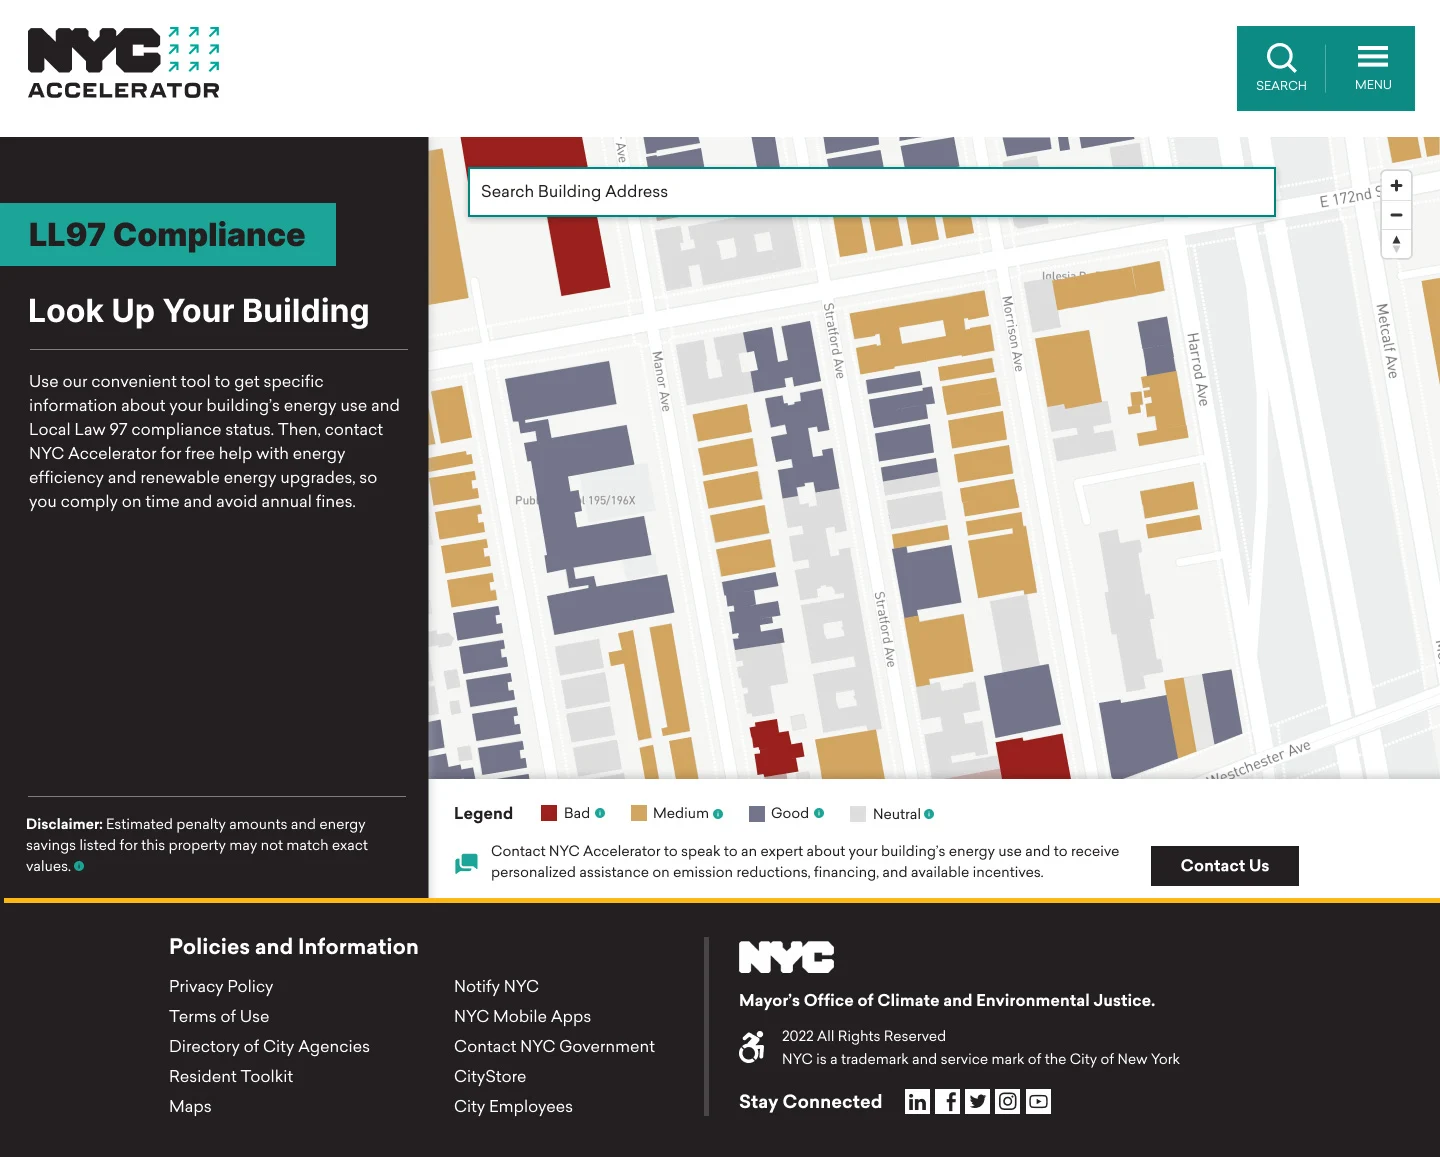 NYC
ACCELERATOR
SEARCH
MENU
LL97 Compliance
Look Up Your Building
Use our convenient tool to get specific
information about your building's energy use and
Local Law 97 compliance status. Then, contact
NYC Accelerator for free help with energy
efficiency and renewable energy upgrades, so
you comply on time and avoid annual fines.
Disclaimer: Estimated penalty amounts and energy
savings listed for this property may not match exact
values.
Ave
Search Building Address
E 172nd S
Iglesia
Manor Ave
Stratford Ave
Morrison Ave
Harrod Ave
Metcalf Ave
195/196X
Stratford Ave
Westchester Ave
Legend
Bad
Medium
Good
Neutral
Contact NYC Accelerator to speak to an expert about your building's energy use and to receive
personalized assistance on emission reductions, financing, and available incentives.
Contact Us
Policies and Information
Privacy Policy
Terms of Use
Directory of City Agencies
Resident Toolkit
Maps
Notify NYC
NYC Mobile Apps
Contact NYC Government
CityStore
City Employees
NYC
Mayor's Office of Climate and Environmental Justice.
2022 All Rights Reserved
NYC is a trademark and service mark of the City of New York
Stay Connected